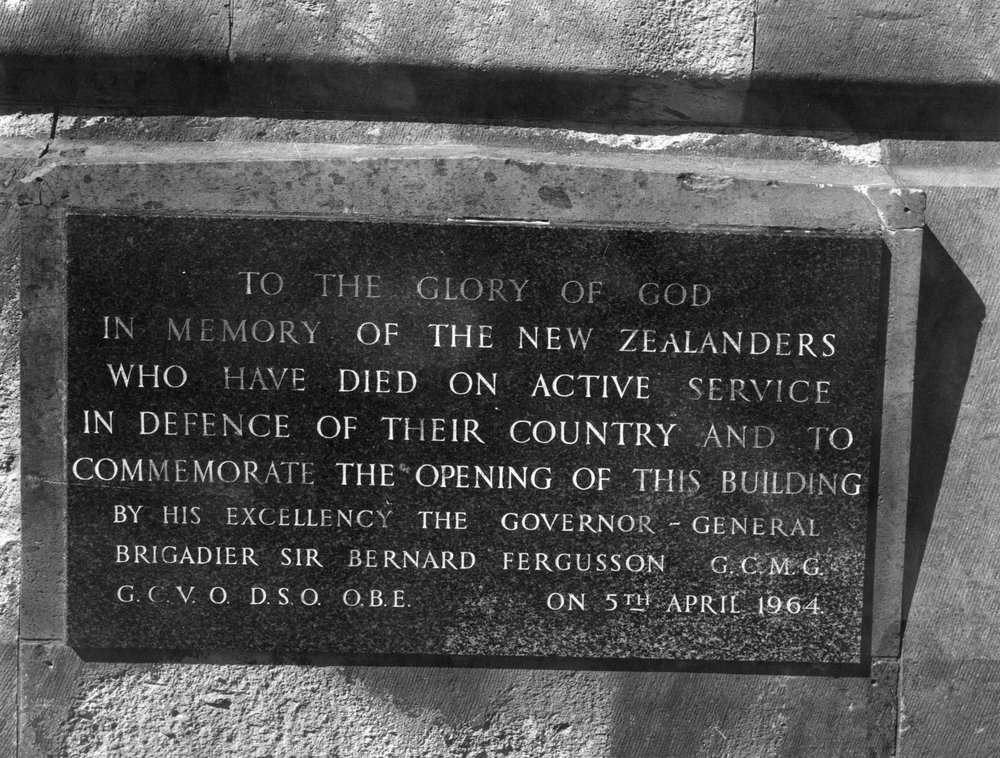 TO THE GLORY OF GOD
IN MEMORY OF THE NEW ZEALANDERS
WHO HAVE DIED ON ACTIVE SERVICE
IN DEFENCE OF THEIR COUNTRY AND TO
COMMEMORATE THE OPENING OF THIS BUILDING
BY HIS EXCELLENCY THE GOVERNOR - GENERAL
BRIGADIER SIR BERNARD FERGUSSON G.C.M.G.
G.C.V.O. D.S.O. O.B.E. ON 5TH APRIL 1964.